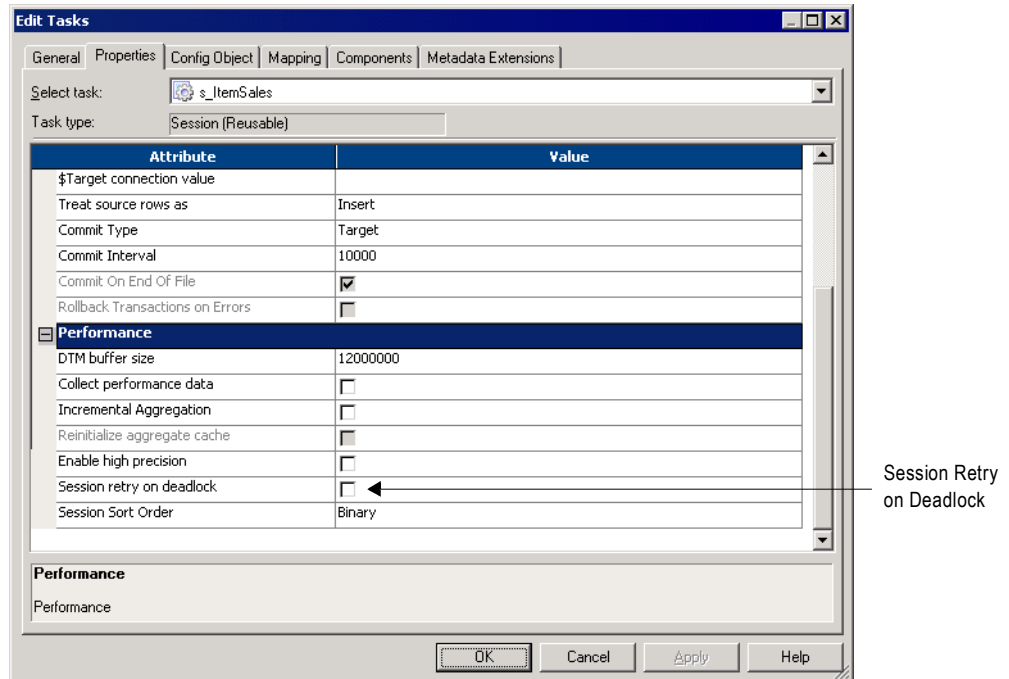 Edit Tasks
General Properties Config Object Mapping Components Metadata Extensions
Select task: s_ItemSales
Task type: Session (Reusable)
Attribute Value
$Target connection value
Treat source rows as Insert
Commit Type Target
Commit Interval 10000
Commit On End Of File
Rollback Transactions on Errors
Performance
DTM buffer size 12000000
Collect performance data
Incremental Aggregation
Reinitialize aggregate cache
Enable high precision
Session retry on deadlock
Session Sort Order Binary
Session Retry
on Deadlock
Performance
Performance
OK Cancel Apply Help